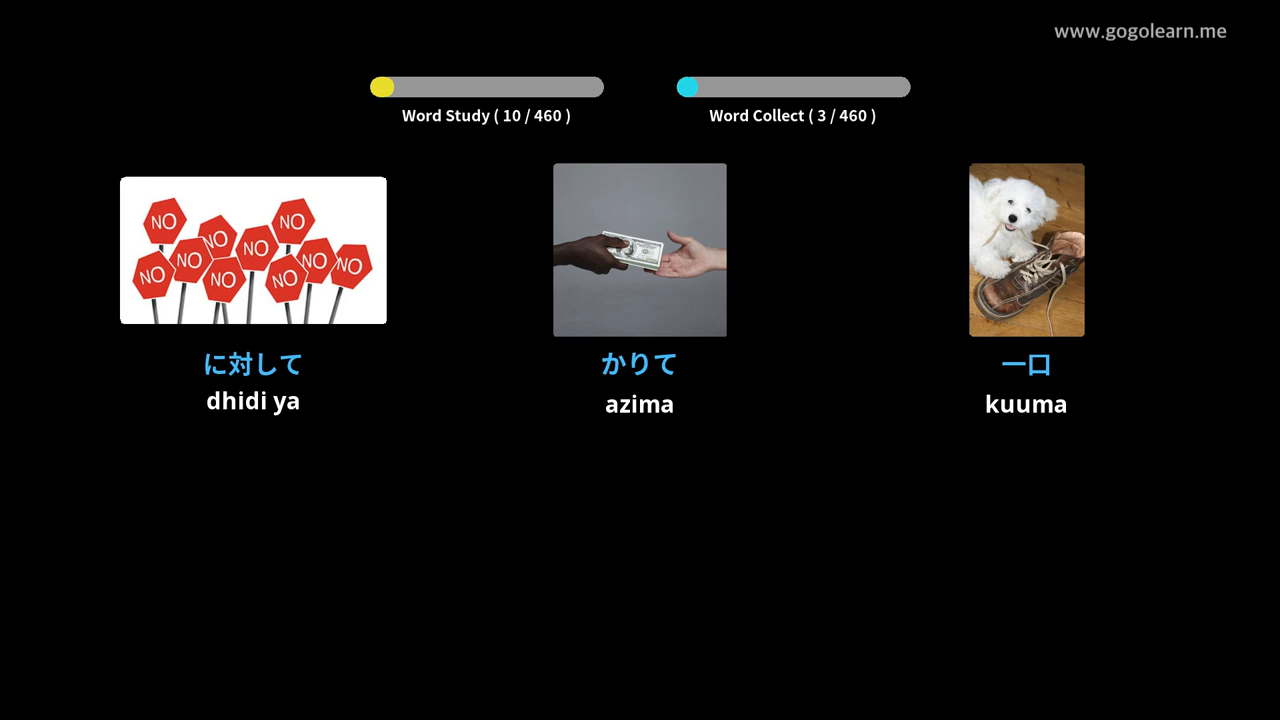 www.gogolearn.me
Word Study ( 10 / 460 )
Word Collect ( 3 / 460 )
NO
NO
NO
NO
NO
NO
NO
NO
NO
NO
に対して
かりて
一口
dhidi ya
azima
kuuma